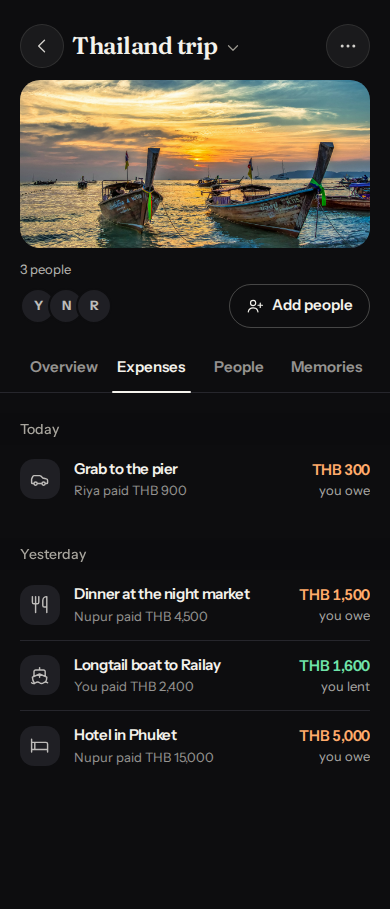 Thailand trip
3 people
Y N R
Add people
Overview Expenses People Memories
Today
Grab to the pier THB 300
Riya paid THB 900 you owe
Yesterday
Dinner at the night market THB 1,500
Nupur paid THB 4,500 you owe
Longtail boat to Railay THB 1,600
You paid THB 2,400 you lent
Hotel in Phuket THB 5,000
Nupur paid THB 15,000 you owe